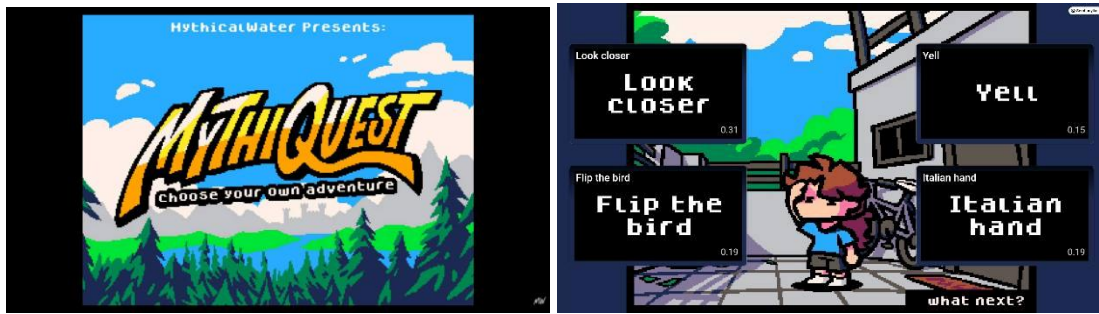 MythicalWater Presents:
MYTHIQUEST
choose your own adventure
Look closer
Look
closer
0.31
Yell
Yell
0.15
Flip the bird
Flip the
bird
0.19
Italian hand
Italian
hand
0.19
what next?